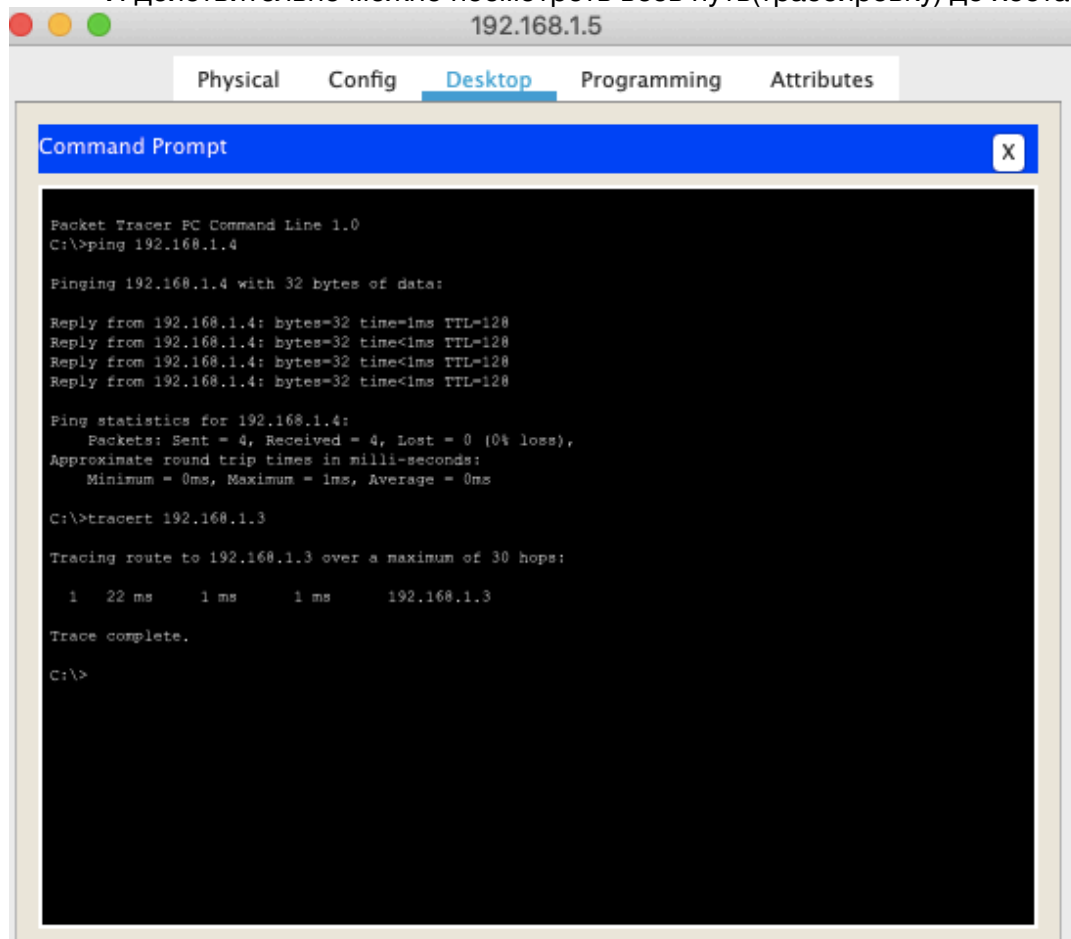 192.168.1.5
Physical Config Desktop Programming Attributes
Command Prompt
X
Packet Tracer PC Command Line 1.0
C:\>ping 192.168.1.4
Pinging 192.168.1.4 with 32 bytes of data:
Reply from 192.168.1.4: bytes=32 time=1ms TTL=128
Reply from 192.168.1.4: bytes=32 time<1ms TTL=128
Reply from 192.168.1.4: bytes=32 time<1ms TTL=128
Reply from 192.168.1.4: bytes=32 time<1ms TTL=128
Ping statistics for 192.168.1.4:
Packets: Sent = 4, Received = 4, Lost = 0 (0% loss),
Approximate round trip times in milli-seconds:
Minimum = 0ms, Maximum = 1ms, Average = 0ms
C:\>tracert 192.168.1.3
Tracing route to 192.168.1.3 over a maximum of 30 hops:
1 22 ms 1 ms 1 ms 192.168.1.3
Trace complete.
C:\>